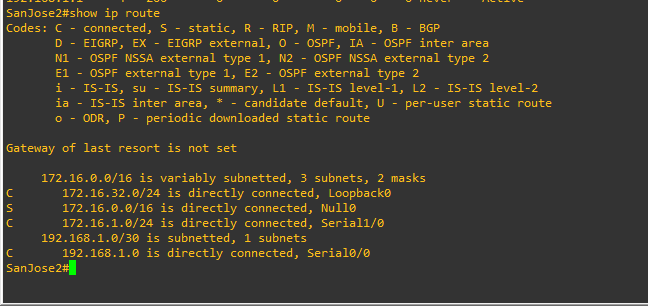 SanJose2#show ip route
Codes: C - connected, S - static, R - RIP, M - mobile, B - BGP
       D - EIGRP, EX - EIGRP external, O - OSPF, IA - OSPF inter area
       N1 - OSPF NSSA external type 1, N2 - OSPF NSSA external type 2
       E1 - OSPF external type 1, E2 - OSPF external type 2
       i - IS-IS, su - IS-IS summary, L1 - IS-IS level-1, L2 - IS-IS level-2
       ia - IS-IS inter area, * - candidate default, U - per-user static route
       o - ODR, P - periodic downloaded static route
Gateway of last resort is not set
     172.16.0.0/16 is variably subnetted, 3 subnets, 2 masks
C       172.16.32.0/24 is directly connected, Loopback0
S       172.16.0.0/16 is directly connected, Null0
C       172.16.1.0/24 is directly connected, Serial1/0
     192.168.1.0/30 is subnetted, 1 subnets
C       192.168.1.0 is directly connected, Serial0/0
SanJose2#